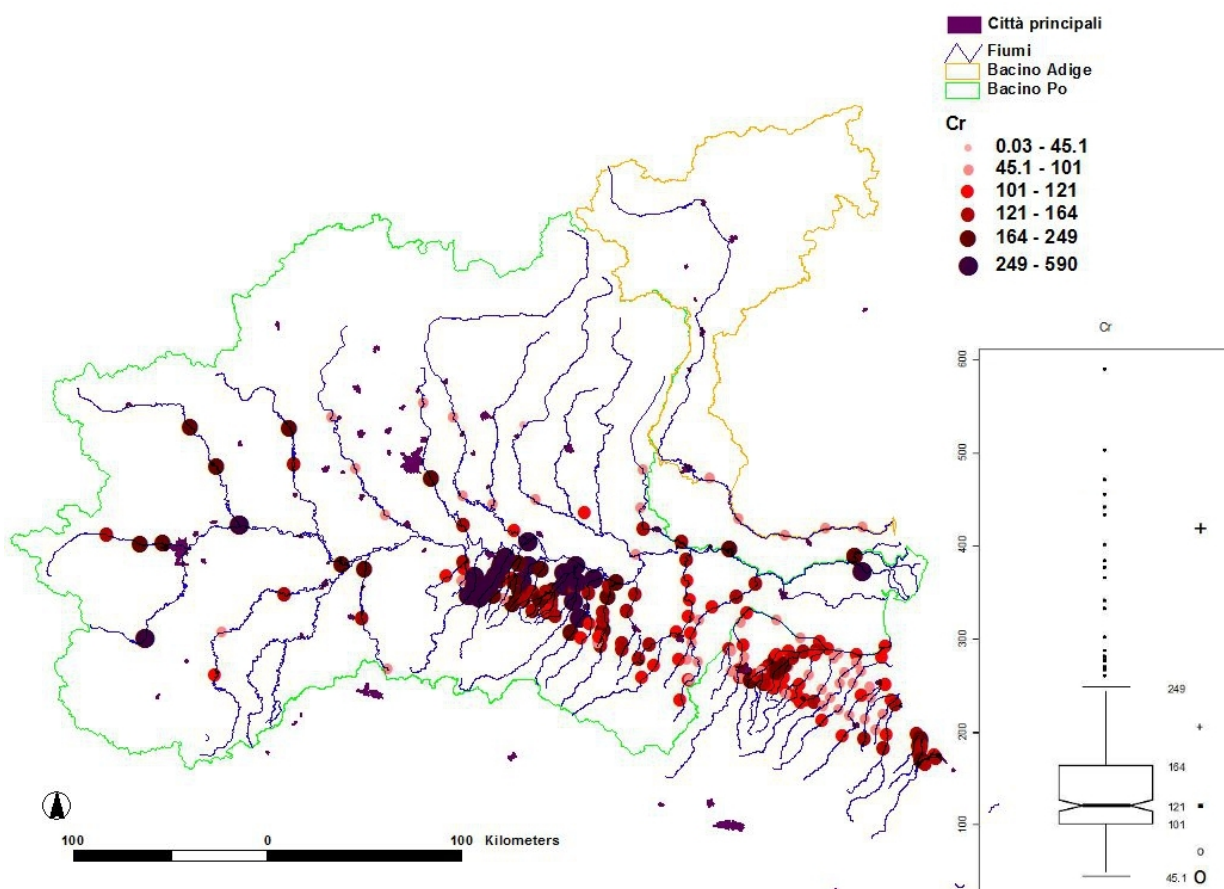 Città principali
Fiumi
Bacino Adige
Bacino Po
Cr
0.03 - 45.1
45.1 - 101
101 - 121
121 - 164
164 - 249
249 - 590
Cr
600
500
400
300
249
200
164
121
101
100
45.1
100 0 100 Kilometers